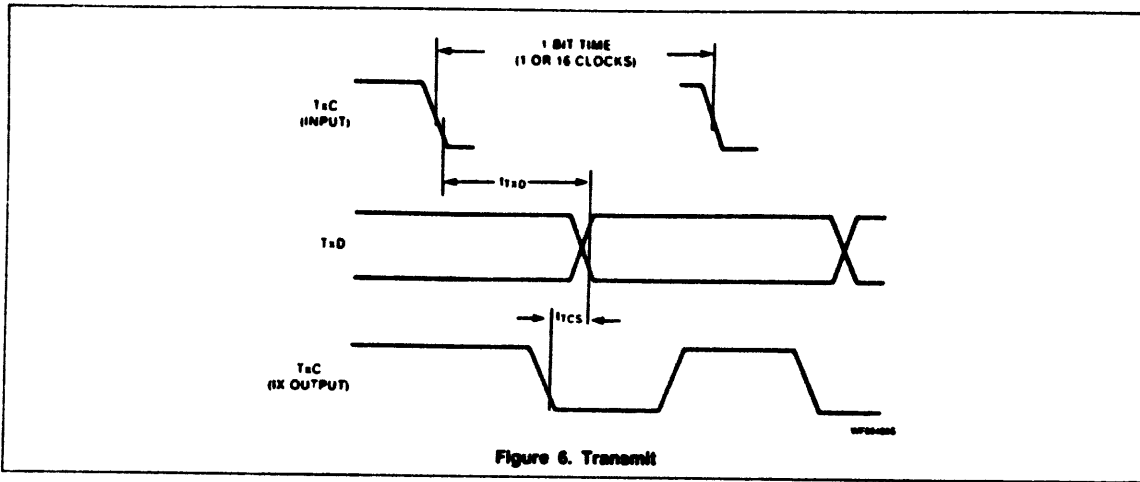 1 BIT TIME
(1 OR 16 CLOCKS)
TxC
(INPUT)
tTxD
TxD
tTCS
TxC
(1X OUTPUT)
Figure 6. Transmit